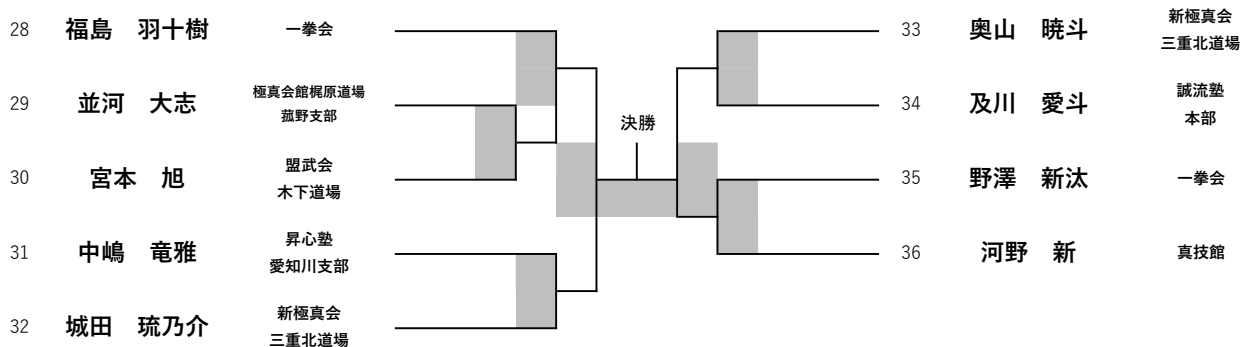 28 福島 羽十樹 一拳会
29 並河 大志 極真会館梶原道場
菰野支部
30 宮本 旭 盟武会
木下道場
31 中嶋 竜雅 昇心塾
愛知川支部
32 城田 琉乃介 新極真会
三重北道場
決勝
33 奥山 暁斗 新極真会
三重北道場
34 及川 愛斗 誠流塾
本部
35 野澤 新汰 一拳会
36 河野 新 真技館